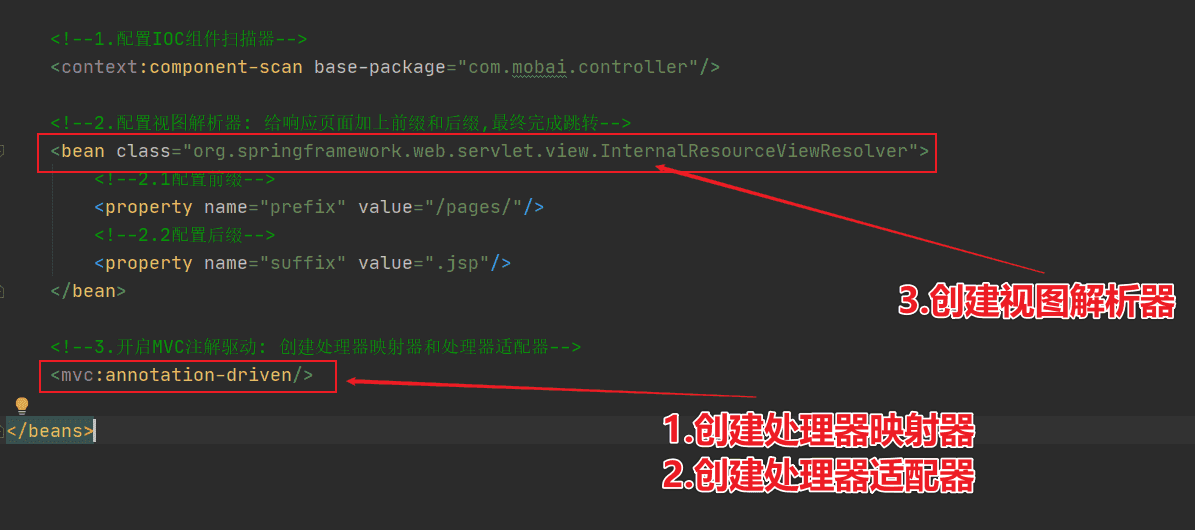 <!--1.配置IOC组件扫描器-->
<context:component-scan base-package="com.mobai.controller"/>
<!--2.配置视图解析器: 给响应页面加上前缀和后缀,最终完成跳转-->
<bean class="org.springframework.web.servlet.view.InternalResourceViewResolver">
<!--2.1配置前缀-->
<property name="prefix" value="/pages/"/>
<!--2.2配置后缀-->
<property name="suffix" value=".jsp"/>
</bean>
3.创建视图解析器
<!--3.开启MVC注解驱动: 创建处理器映射器和处理器适配器-->
<mvc:annotation-driven/>
</beans>
1.创建处理器映射器
2.创建处理器适配器